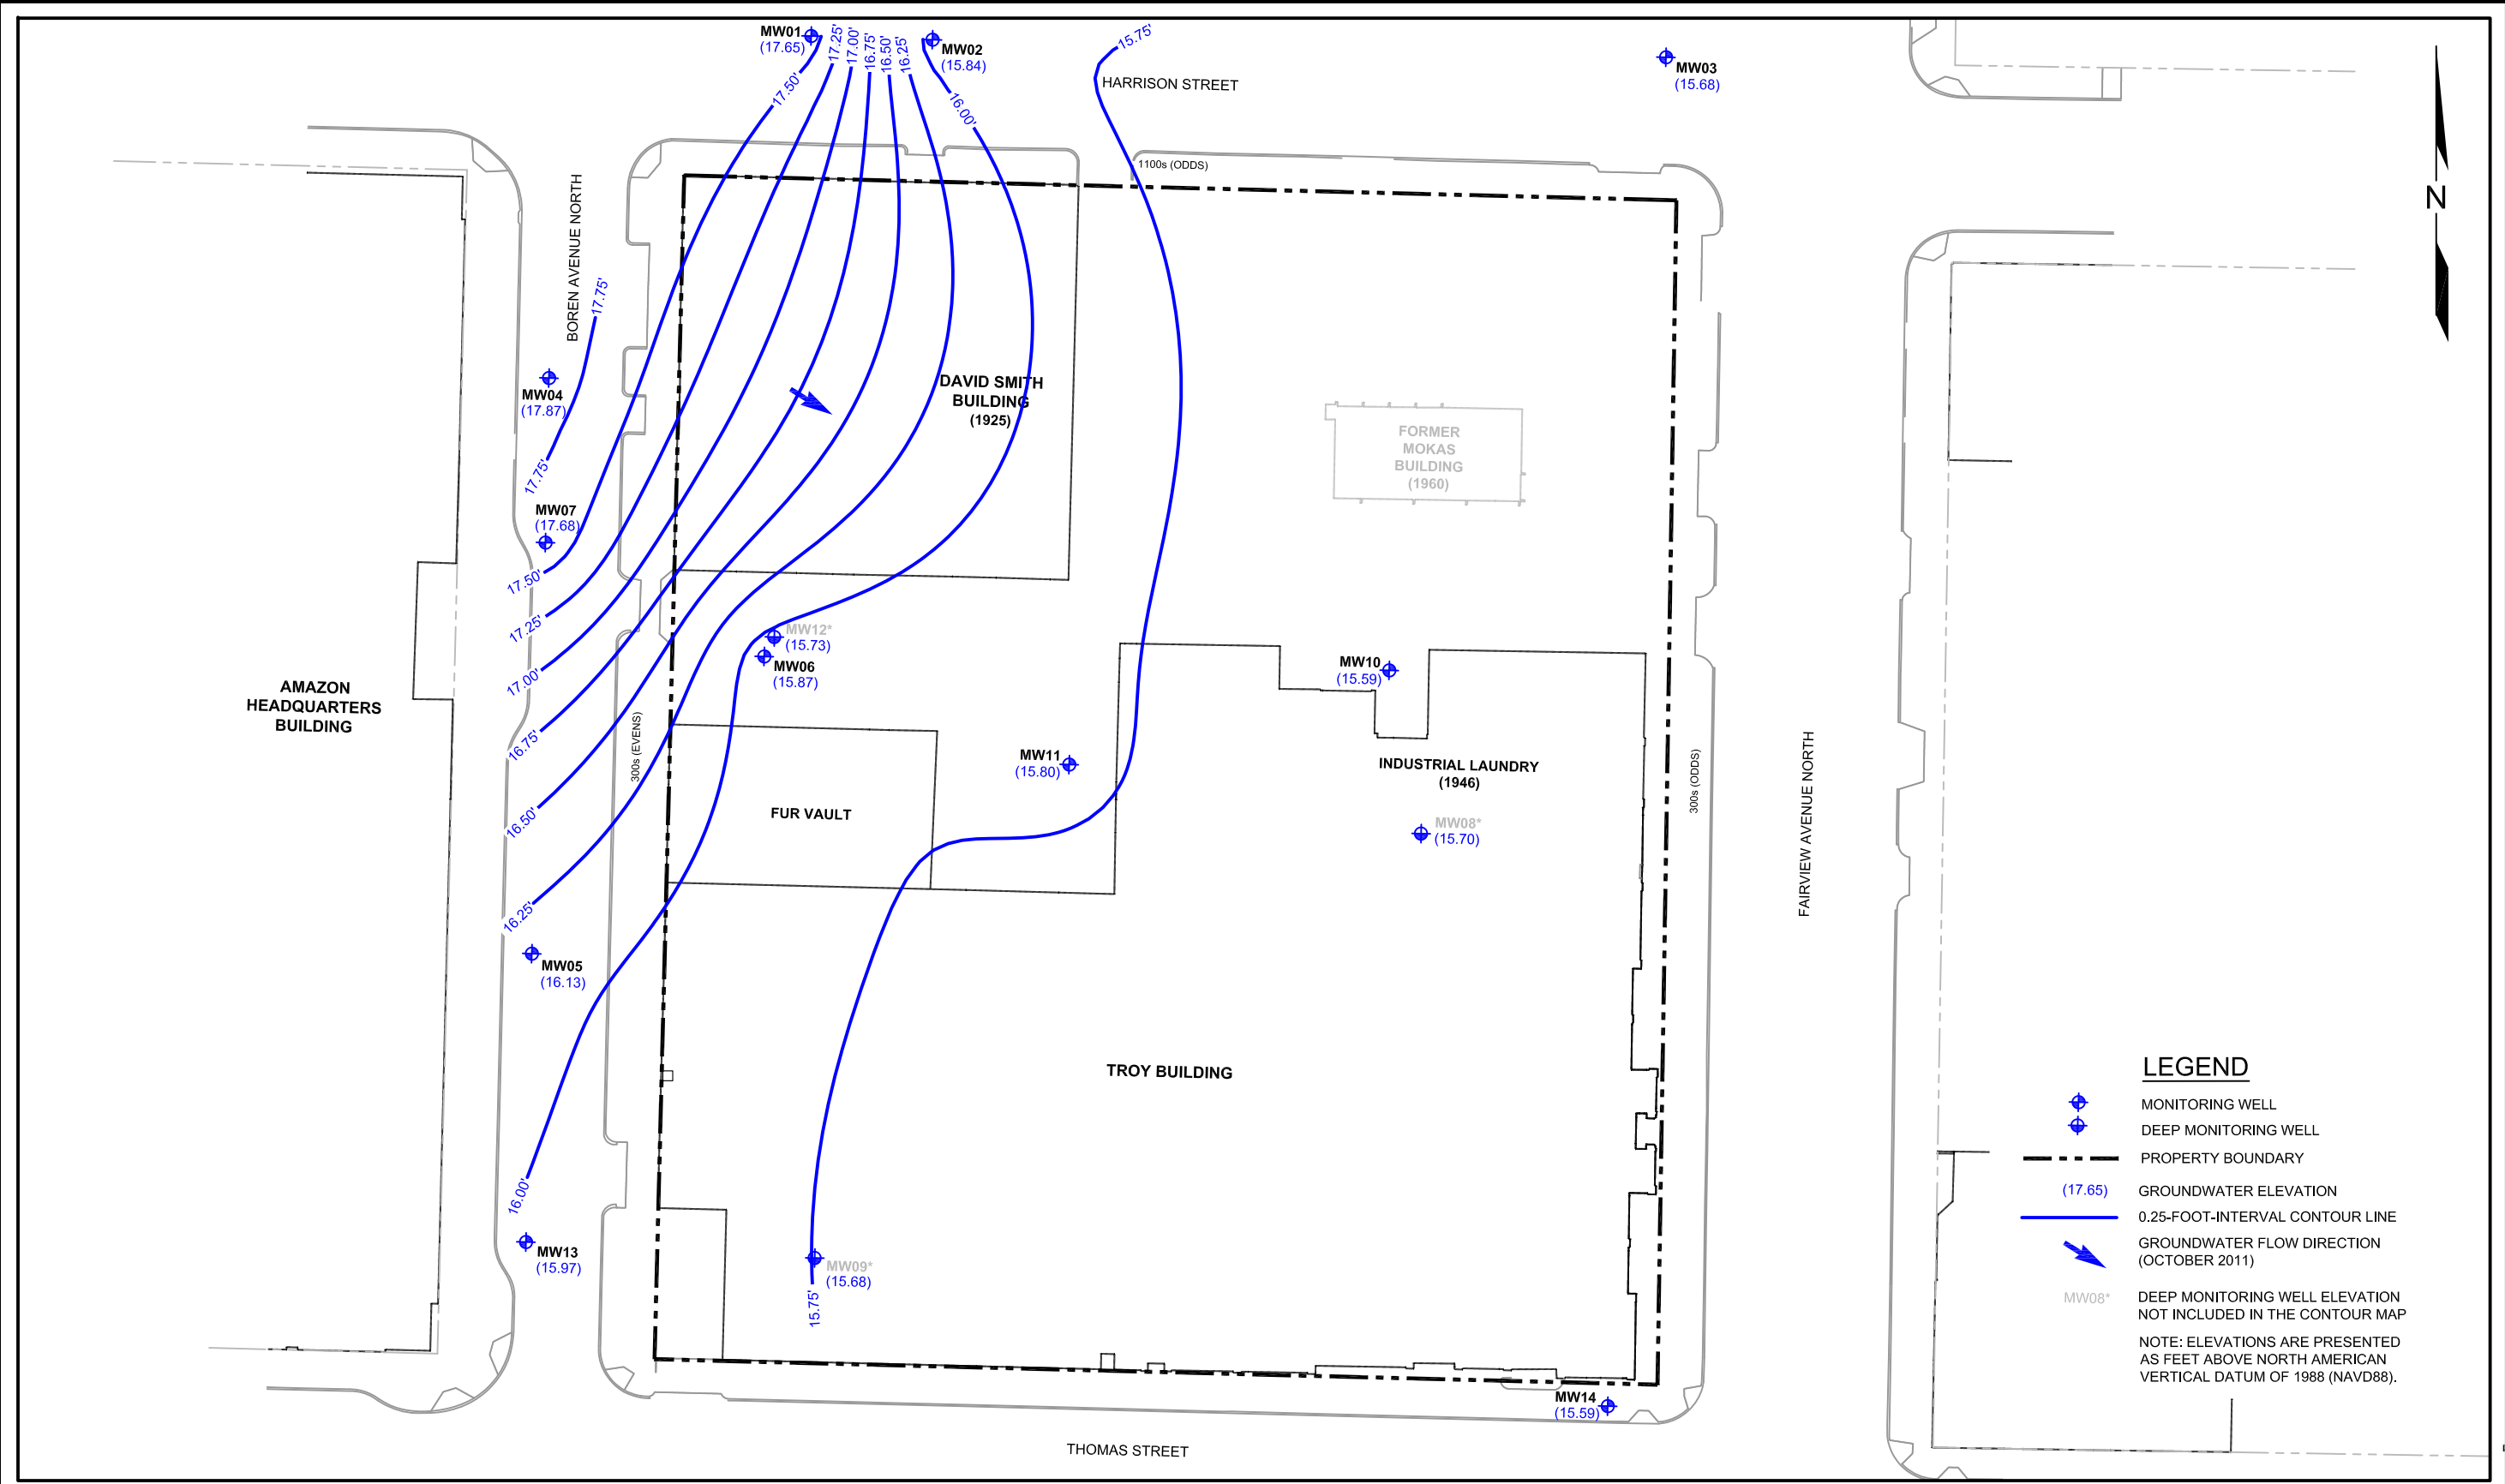 MW01
(17.65)
17.50'
17.25'
17.00'
16.75'
16.50'
16.25'
MW02
(15.84)
16.00'
15.75'
HARRISON STREET
MW03
(15.68)
1100s (ODDS)
N
BOREN AVENUE NORTH
17.75'
MW04
(17.87)
17.75'
DAVID SMITH
BUILDING
(1925)
FORMER
MOKAS
BUILDING
(1960)
MW07
(17.68)
17.50'
17.25'
17.00'
16.75'
16.50'
16.25'
MW12*
(15.73)
MW06
(15.87)
MW10
(15.59)
AMAZON
HEADQUARTERS
BUILDING
300s (EVENS)
MW11
(15.80)
FUR VAULT
INDUSTRIAL LAUNDRY
(1946)
MW08*
(15.70)
300s (ODDS)
FAIRVIEW AVENUE NORTH
MW05
(16.13)
TROY BUILDING
16.00'
MW13
(15.97)
MW09*
(15.68)
15.75'
MW14
(15.59)
THOMAS STREET
LEGEND
MONITORING WELL
DEEP MONITORING WELL
PROPERTY BOUNDARY
(17.65) GROUNDWATER ELEVATION
0.25-FOOT-INTERVAL CONTOUR LINE
GROUNDWATER FLOW DIRECTION
(OCTOBER 2011)
MW08* DEEP MONITORING WELL ELEVATION
NOT INCLUDED IN THE CONTOUR MAP
NOTE: ELEVATIONS ARE PRESENTED
AS FEET ABOVE NORTH AMERICAN
VERTICAL DATUM OF 1988 (NAVD88).